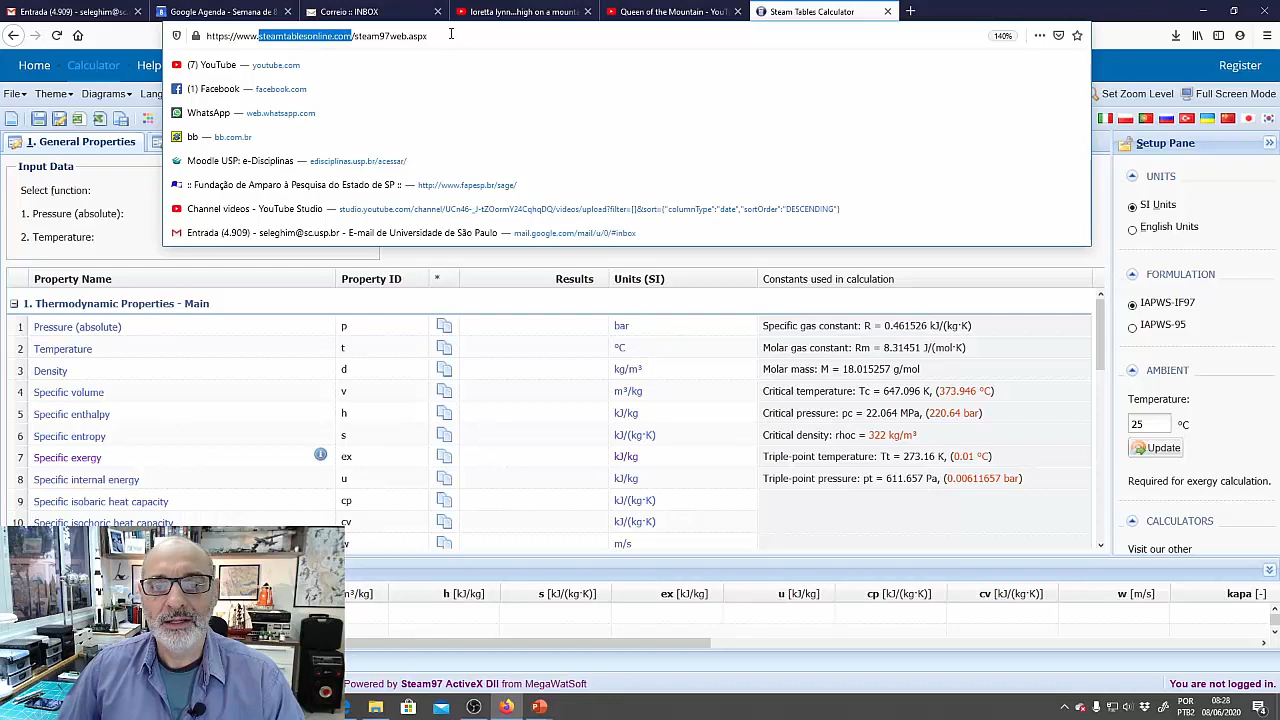 Entrada (4.909) - seleghim@sc
Google Agenda - Semana de 8
Correio :: INBOX
loretta lynn...high on a mounta
Queen of the Mountain - YouTu
Steam Tables Calculator
https://www.steamtablesonline.com/steam97web.aspx
140%
(7) YouTube — youtube.com
(1) Facebook — facebook.com
WhatsApp — web.whatsapp.com
bb — bb.com.br
Moodle USP: e-Disciplinas — edisciplinas.usp.br/acessar/
:: Fundação de Amparo à Pesquisa do Estado de SP :: — http://www.fapesp.br/sage/
Channel videos - YouTube Studio — studio.youtube.com/channel/UCn46-_J-tZOormY24CqhqDQ/videos/upload?filter=[]&sort={"columnType":"date","sortOrder":"DESCENDING"}
Entrada (4.909) - seleghim@sc.usp.br - E-mail de Universidade de São Paulo — mail.google.com/mail/u/0/#inbox
Home
Calculator
Register
File
Theme
Diagrams
Lang
Set Zoom Level
Full Screen Mode
1. General Properties
Setup Pane
Input Data
Select function:
1. Pressure (absolute):
2. Temperature:
UNITS
SI Units
English Units
FORMULATION
IAPWS-IF97
IAPWS-95
AMBIENT
Temperature:
25 ºC
Update
Required for exergy calculation.
CALCULATORS
Visit our other
Property Name Property ID * Results Units (SI) Constants used in calculation
1. Thermodynamic Properties - Main
1 Pressure (absolute) p bar Specific gas constant: R = 0.461526 kJ/(kg·K)
2 Temperature t ºC Molar gas constant: Rm = 8.31451 J/(mol·K)
3 Density d kg/m³ Molar mass: M = 18.015257 g/mol
4 Specific volume v m³/kg Critical temperature: Tc = 647.096 K, (373.946 ºC)
5 Specific enthalpy h kJ/kg Critical pressure: pc = 22.064 MPa, (220.64 bar)
6 Specific entropy s kJ/(kg·K) Critical density: rhoc = 322 kg/m³
7 Specific exergy ex kJ/kg Triple-point temperature: Tt = 273.16 K, (0.01 ºC)
8 Specific internal energy u kJ/kg Triple-point pressure: pt = 611.657 Pa, (0.00611657 bar)
9 Specific isobaric heat capacity cp kJ/(kg·K)
10 Specific isochoric heat capacity cv kJ/(kg·K)
m/s
m³/kg] h [kJ/kg] s [kJ/(kg·K)] ex [kJ/kg] u [kJ/kg] cp [kJ/(kg·K)] cv [kJ/(kg·K)] w [m/s] kapa [-]
Powered by Steam97 ActiveX Dll from MegaWatSoft
You are not logged in.
POR
PTB2
08:28
08/06/2020